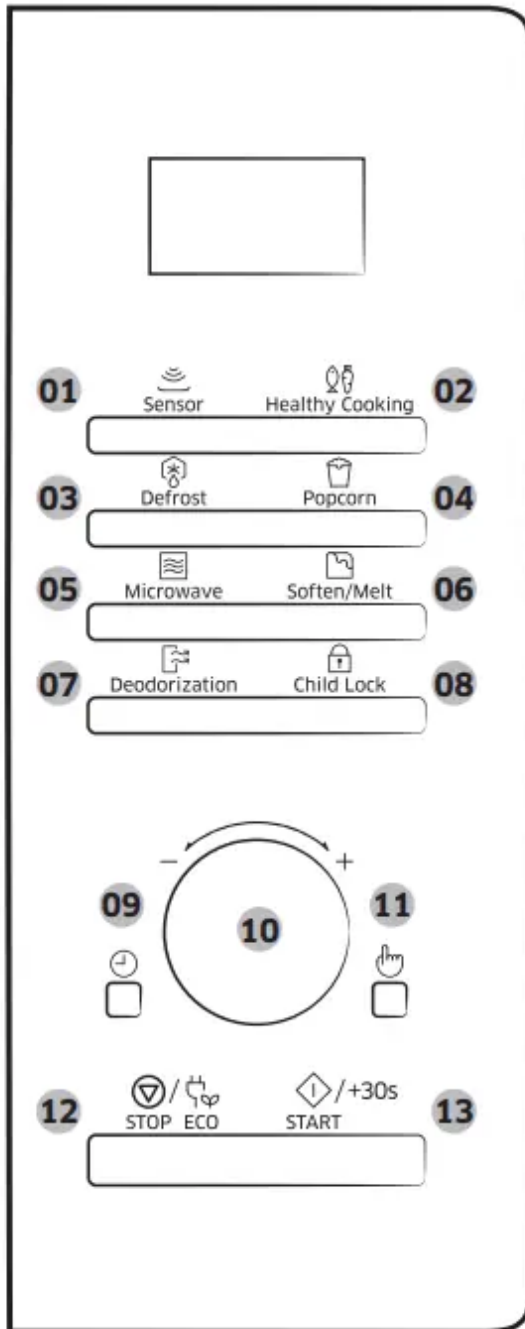 01 Sensor Healthy Cooking 02
03 Defrost Popcorn 04
05 Microwave Soften/Melt 06
07 Deodorization Child Lock 08
− +
09 10 11
/ /+30s
12 STOP ECO START 13